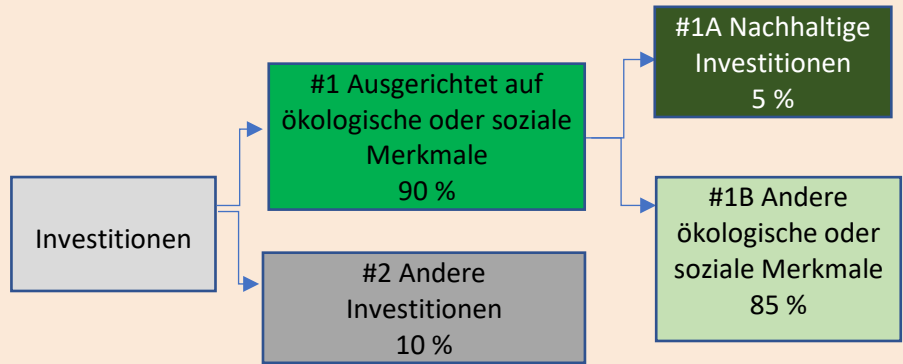 Investitionen
#1 Ausgerichtet auf
ökologische oder soziale
Merkmale
90 %
#2 Andere
Investitionen
10 %
#1A Nachhaltige
Investitionen
5 %
#1B Andere
ökologische oder
soziale Merkmale
85 %